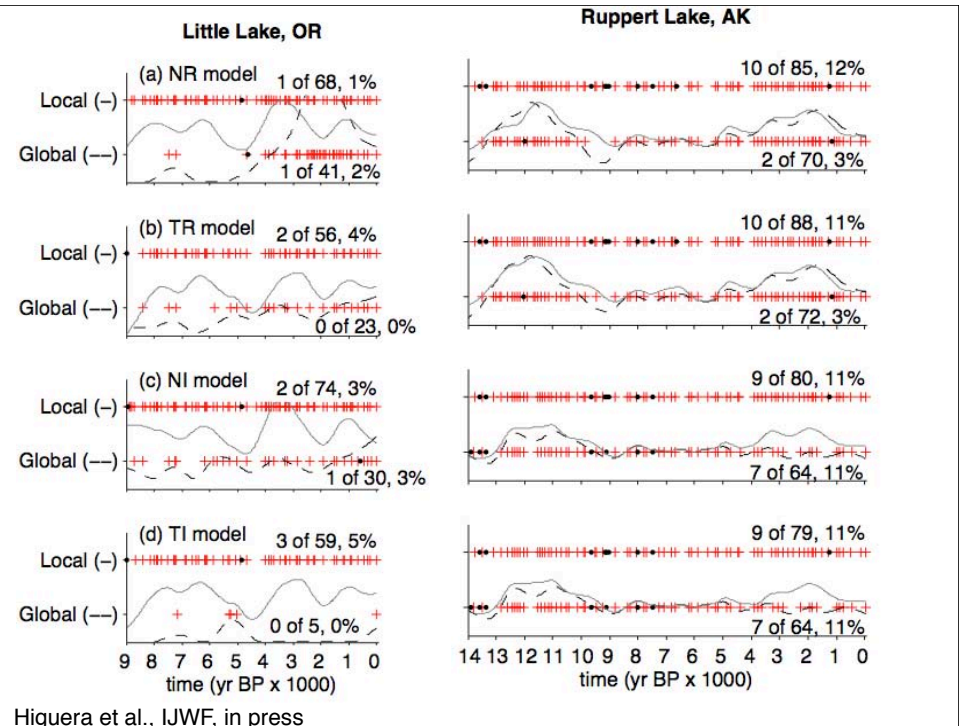 Little Lake, OR
Ruppert Lake, AK
(a) NR model
1 of 68, 1%
Local (–)
Global (––)
1 of 41, 2%
10 of 85, 12%
2 of 70, 3%
(b) TR model
2 of 56, 4%
Local (–)
Global (––)
0 of 23, 0%
10 of 88, 11%
2 of 72, 3%
(c) NI model
2 of 74, 3%
Local (–)
Global (––)
1 of 30, 3%
9 of 80, 11%
7 of 64, 11%
(d) TI model
3 of 59, 5%
Local (–)
Global (––)
0 of 5, 0%
9 of 79, 11%
7 of 64, 11%
9 8 7 6 5 4 3 2 1 0
time (yr BP x 1000)
14 13 12 11 10 9 8 7 6 5 4 3 2 1 0
time (yr BP x 1000)
Higuera et al., IJWF, in press